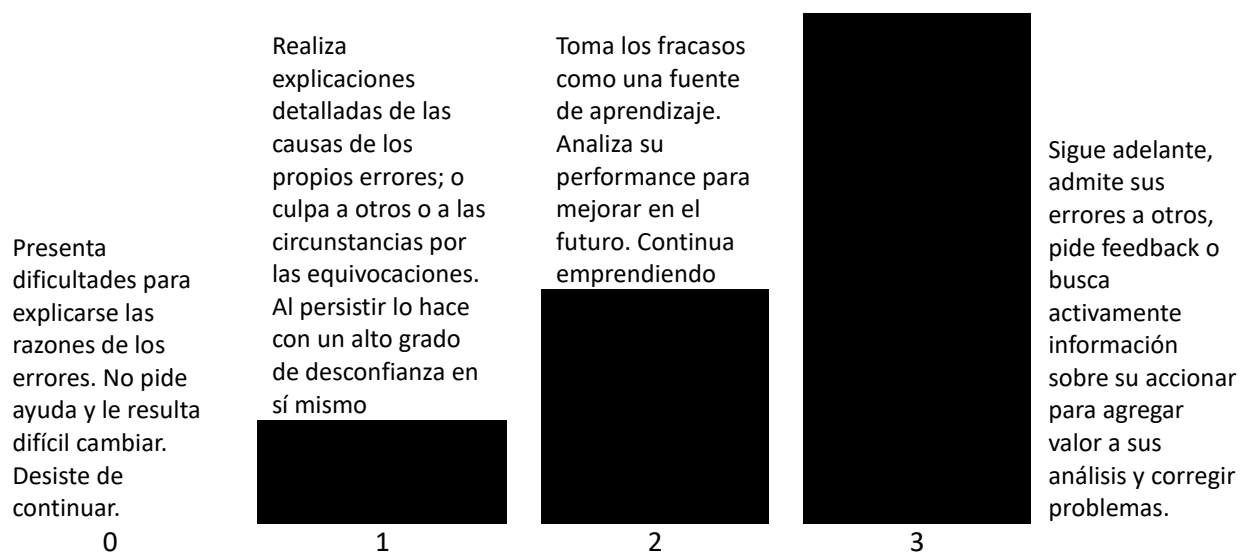 Presenta
dificultades para
explicarse las
razones de los
errores. No pide
ayuda y le resulta
difícil cambiar.
Desiste de
continuar.
0
Realiza
explicaciones
detalladas de las
causas de los
propios errores; o
culpa a otros o a las
circunstancias por
las equivocaciones.
Al persistir lo hace
con un alto grado
de desconfianza en
sí mismo
1
Toma los fracasos
como una fuente
de aprendizaje.
Analiza su
performance para
mejorar en el
futuro. Continua
emprendiendo
2
3
Sigue adelante,
admite sus
errores a otros,
pide feedback o
busca
activamente
información
sobre su accionar
para agregar
valor a sus
análisis y corregir
problemas.